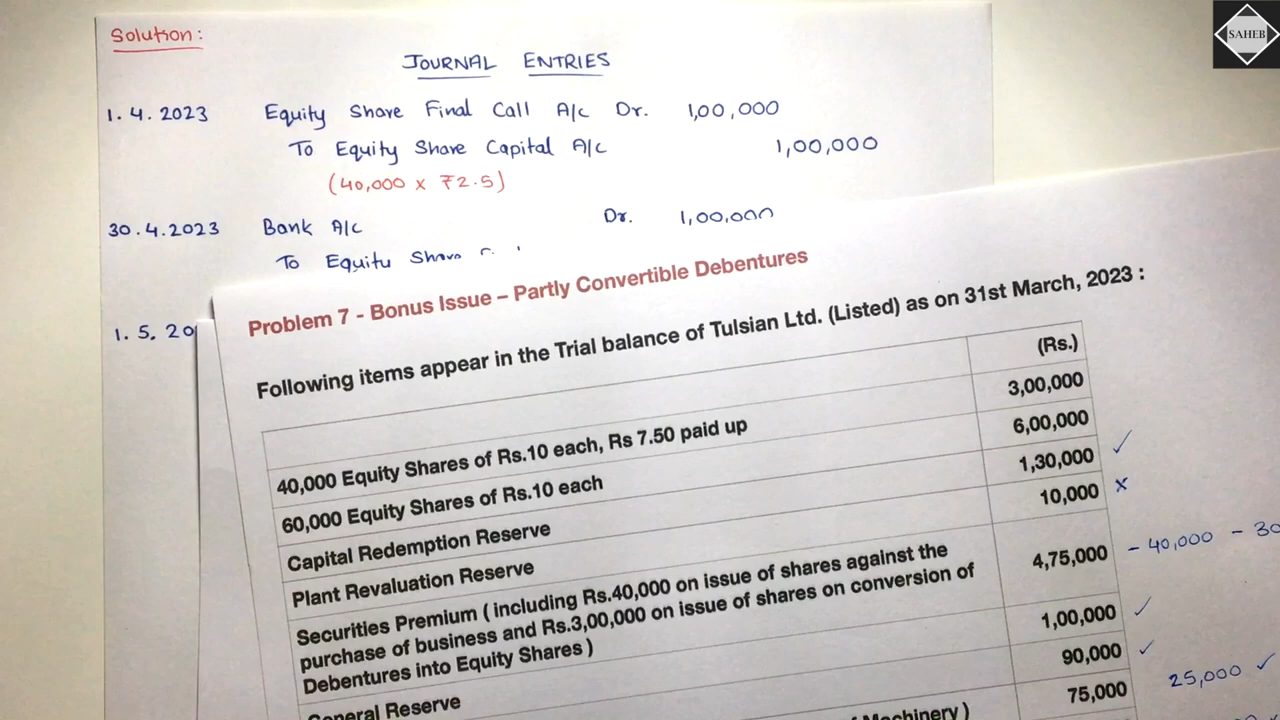 SAHEB
Solution:
JOURNAL ENTRIES
1.4.2023 Equity Share Final Call A/c Dr. 1,00,000
To Equity Share Capital A/c 1,00,000
(40,000 x ₹2.5)
30.4.2023 Bank A/c Dr. 1,00,000
To Equity Share
1.5.20
Problem 7 - Bonus Issue – Partly Convertible Debentures
Following items appear in the Trial balance of Tulsian Ltd. (Listed) as on 31st March, 2023 :
(Rs.)
40,000 Equity Shares of Rs.10 each, Rs 7.50 paid up 3,00,000
60,000 Equity Shares of Rs.10 each 6,00,000
Capital Redemption Reserve 1,30,000 ✓
Plant Revaluation Reserve 10,000 x
Securities Premium ( including Rs.40,000 on issue of shares against the
purchase of business and Rs.3,00,000 on issue of shares on conversion of
Debentures into Equity Shares ) 4,75,000 - 40,000 - 30
General Reserve 1,00,000 ✓
90,000 ✓
Machinery ) 75,000 25,000 ✓